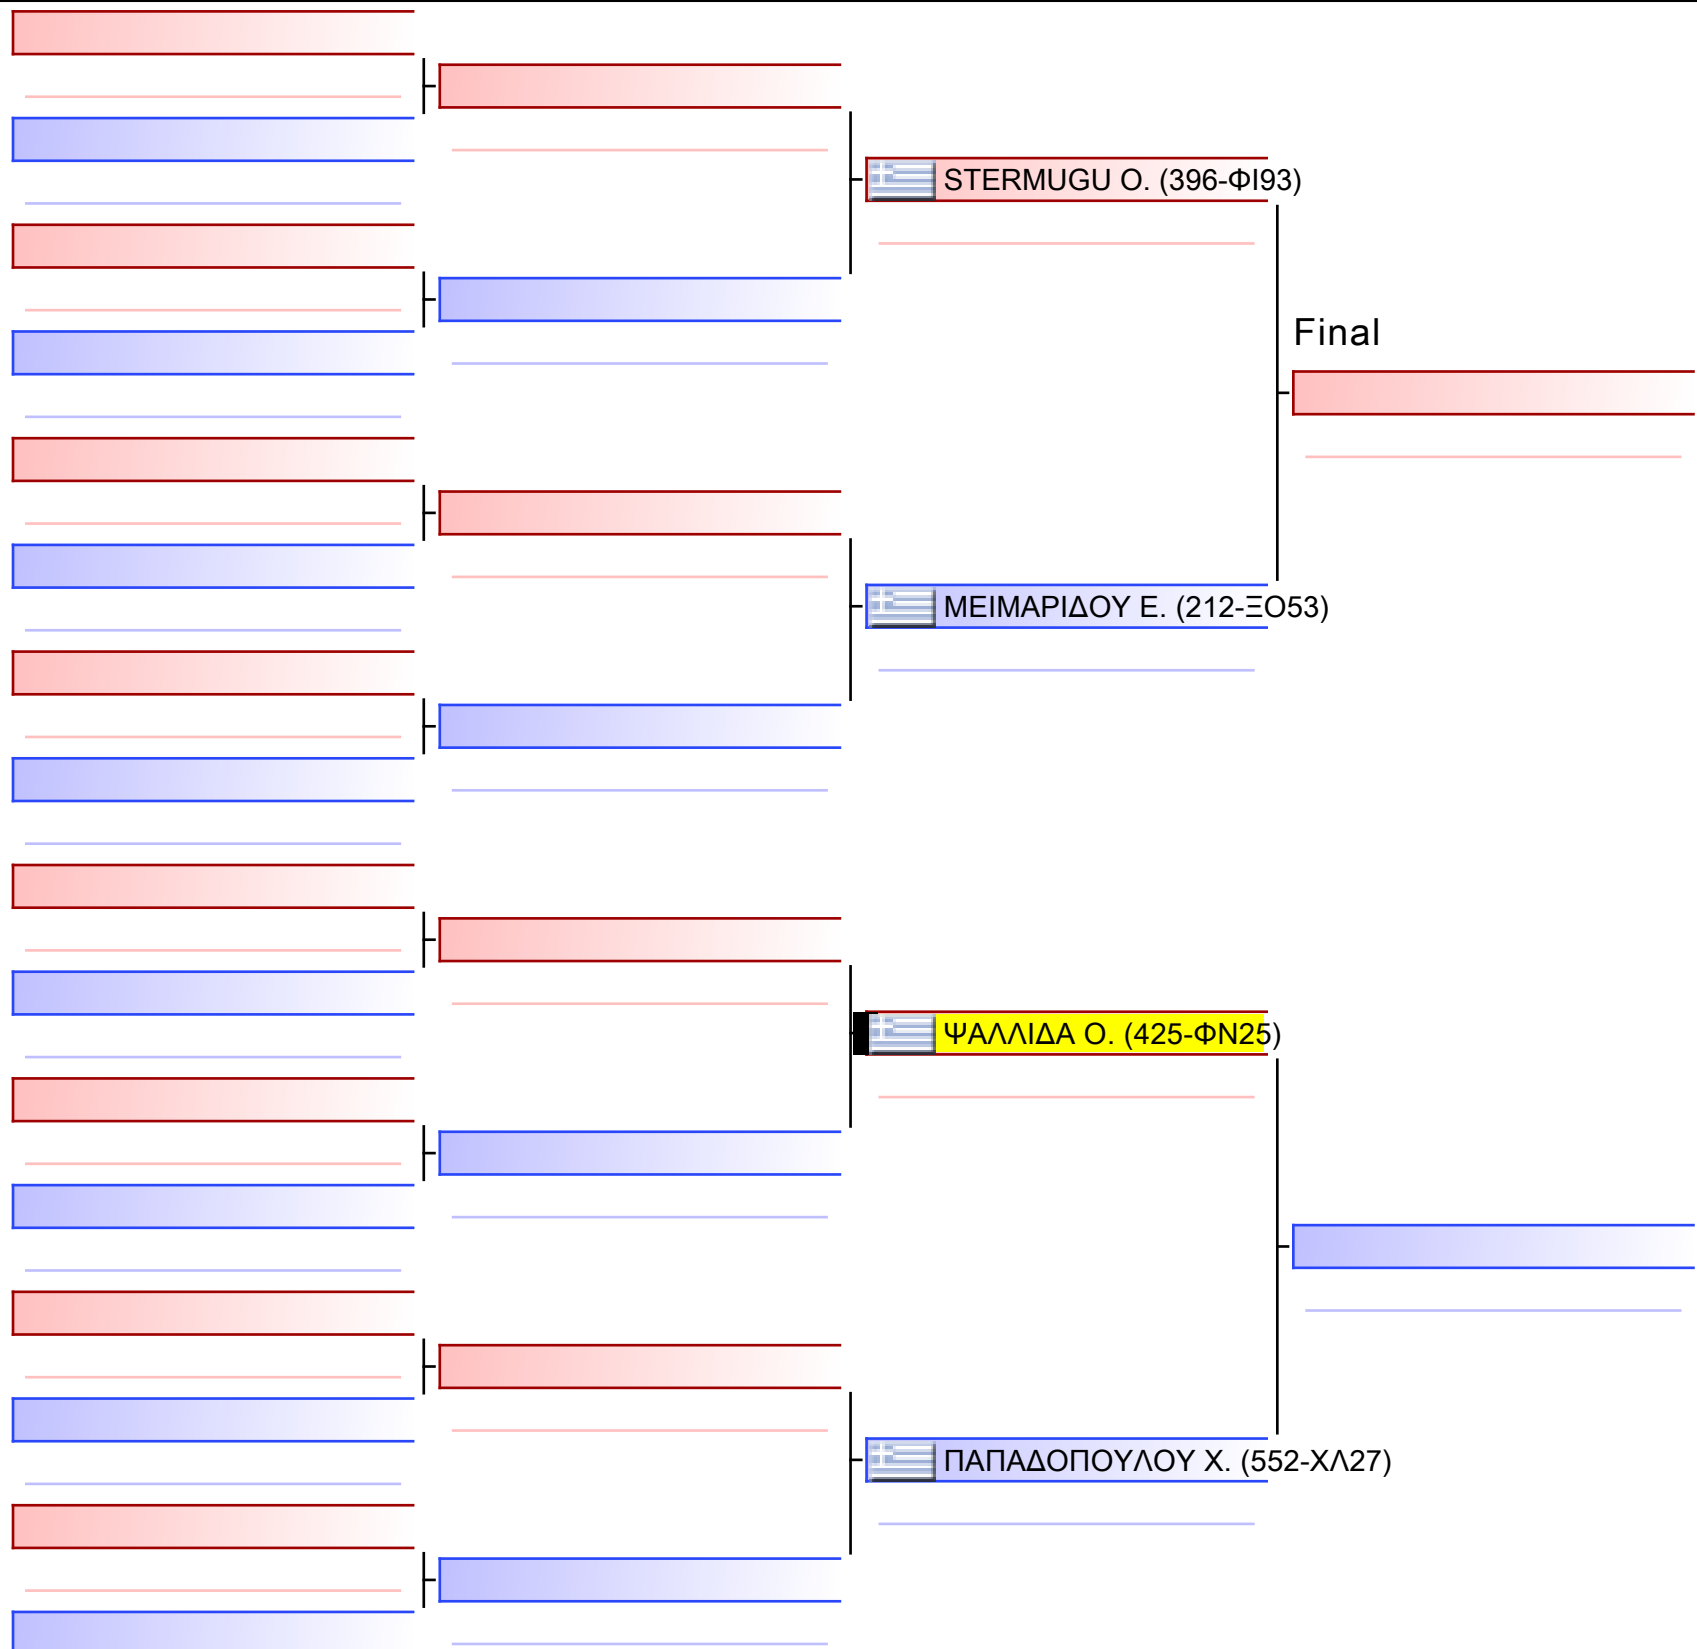 STERMUGU O. (396-ΦΙ93)
Final
ΜΕΙΜΑΡΙΔΟΥ Ε. (212-ΞΟ53)
ΨΑΛΛΙΔΑ Ο. (425-ΦΝ25)
ΠΑΠΑΔΟΠΟΥΛΟΥ Χ. (552-ΧΛ27)